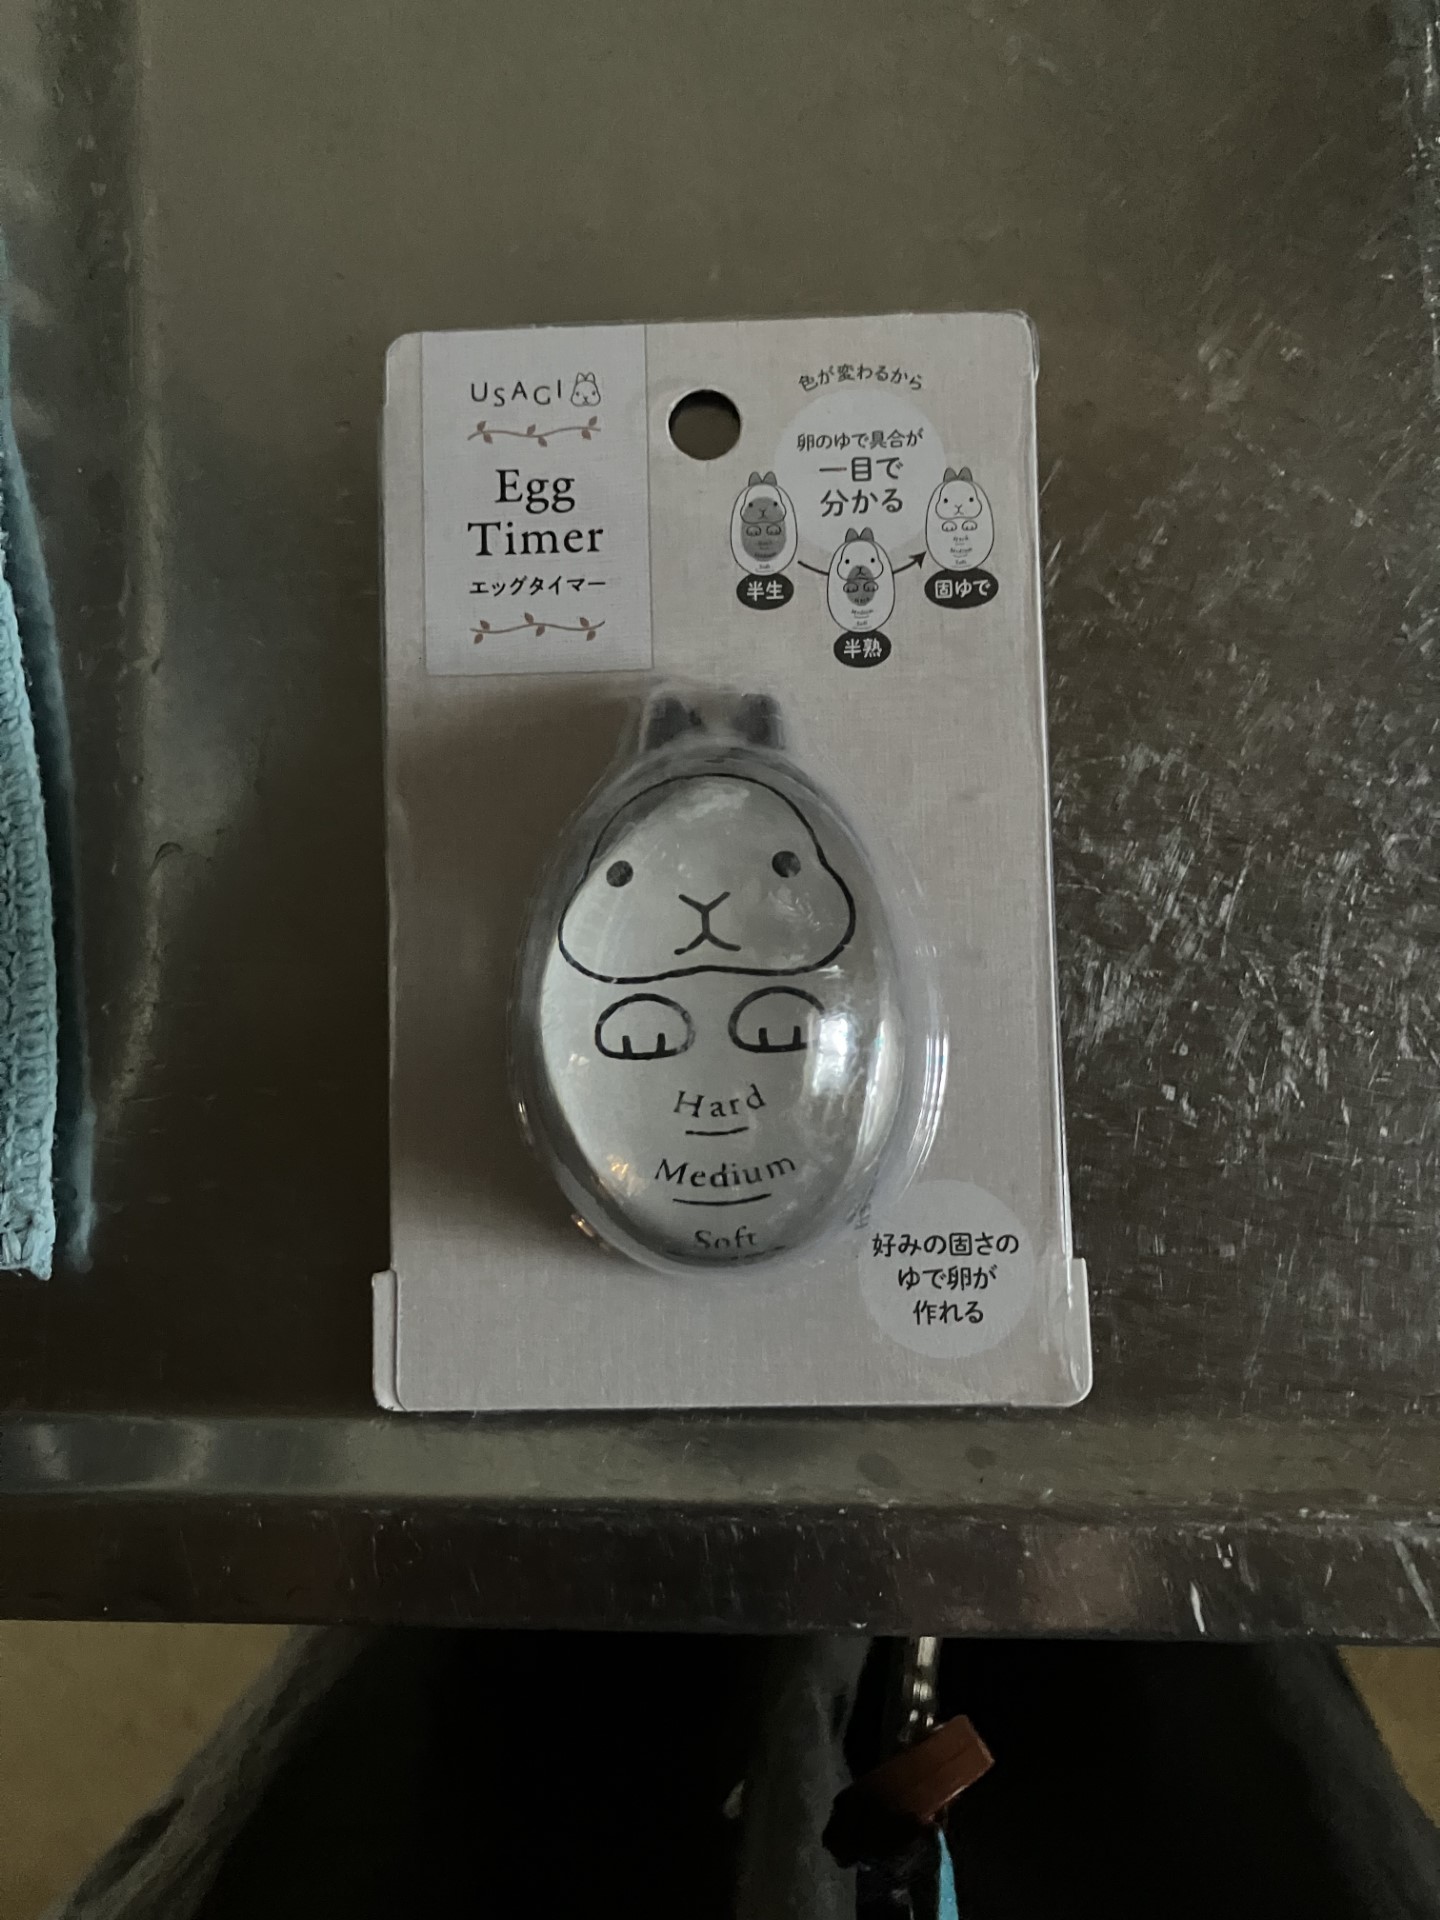 USAGI
Egg
Timer
エッグタイマー
色が変わるから
卵のゆで具合が
一目で
分かる
半生
半熟
固ゆで
Hard
Medium
Soft
好みの固さの
ゆで卵が
作れる